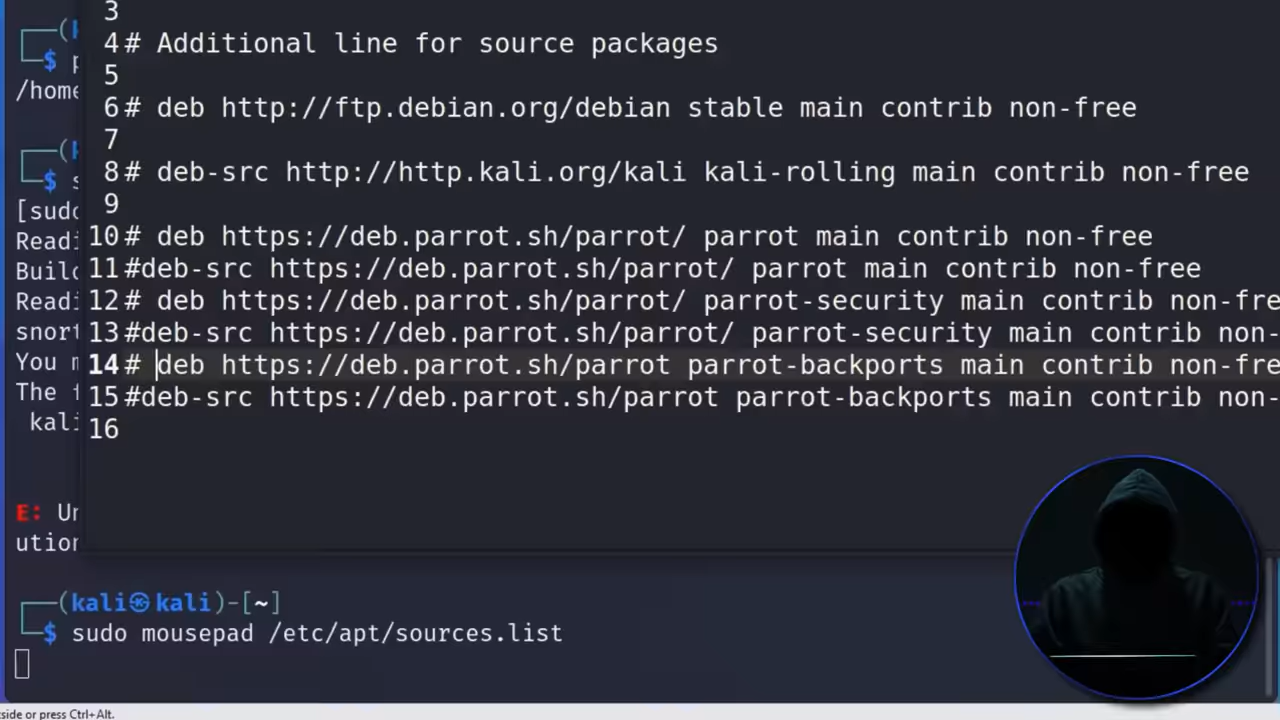 3
4# Additional line for source packages
5
6# deb http://ftp.debian.org/debian stable main contrib non-free
7
8# deb-src http://http.kali.org/kali kali-rolling main contrib non-free
9
10# deb https://deb.parrot.sh/parrot/ parrot main contrib non-free
11#deb-src https://deb.parrot.sh/parrot/ parrot main contrib non-free
12# deb https://deb.parrot.sh/parrot/ parrot-security main contrib non-fre
13#deb-src https://deb.parrot.sh/parrot/ parrot-security main contrib non-
14# deb https://deb.parrot.sh/parrot parrot-backports main contrib non-fre
15#deb-src https://deb.parrot.sh/parrot parrot-backports main contrib non-
16
$
/home
$ s
[sudo
Readi
Build
Readi
snort
You m
The f
kali
E: Un
ution
(kali㉿kali)-[~]
$ sudo mousepad /etc/apt/sources.list
side or press Ctrl+Alt.